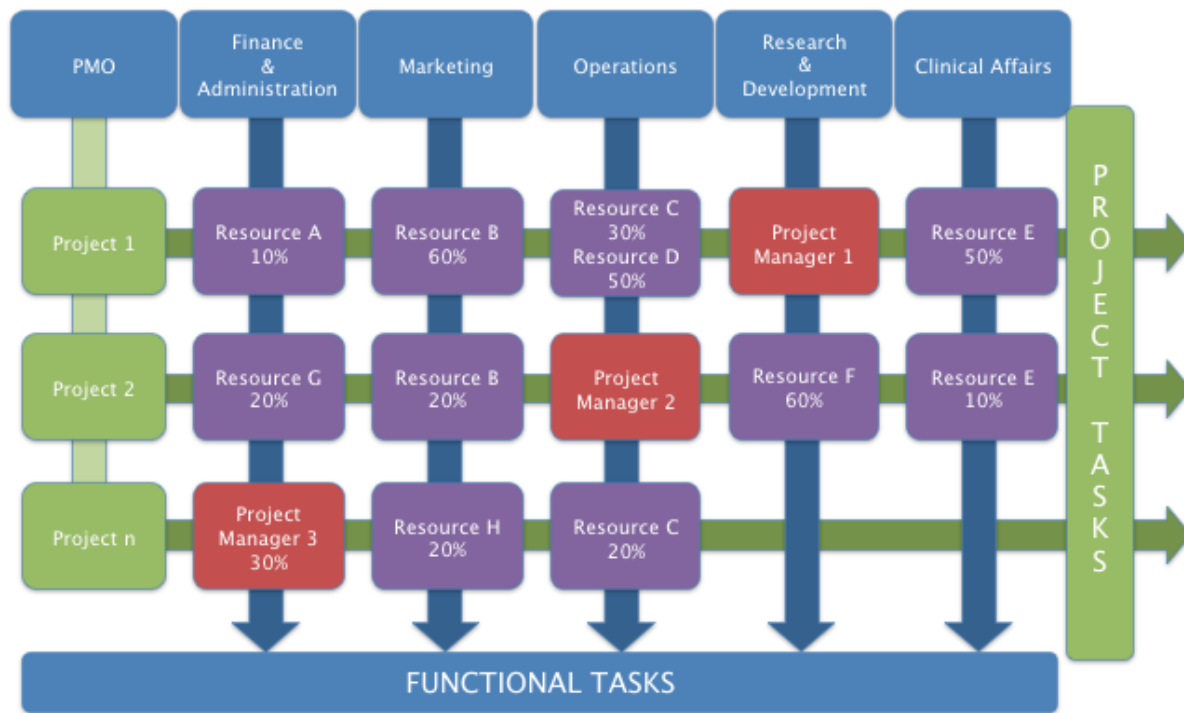 PMO
Finance
&
Administration
Marketing
Operations
Research
&
Development
Clinical Affairs
Project 1
Resource A
10%
Resource B
60%
Resource C
30%
Resource D
50%
Project
Manager 1
Resource E
50%
Project 2
Resource G
20%
Resource B
20%
Project
Manager 2
Resource F
60%
Resource E
10%
Project n
Project
Manager 3
30%
Resource H
20%
Resource C
20%
PROJECT TASKS
FUNCTIONAL TASKS